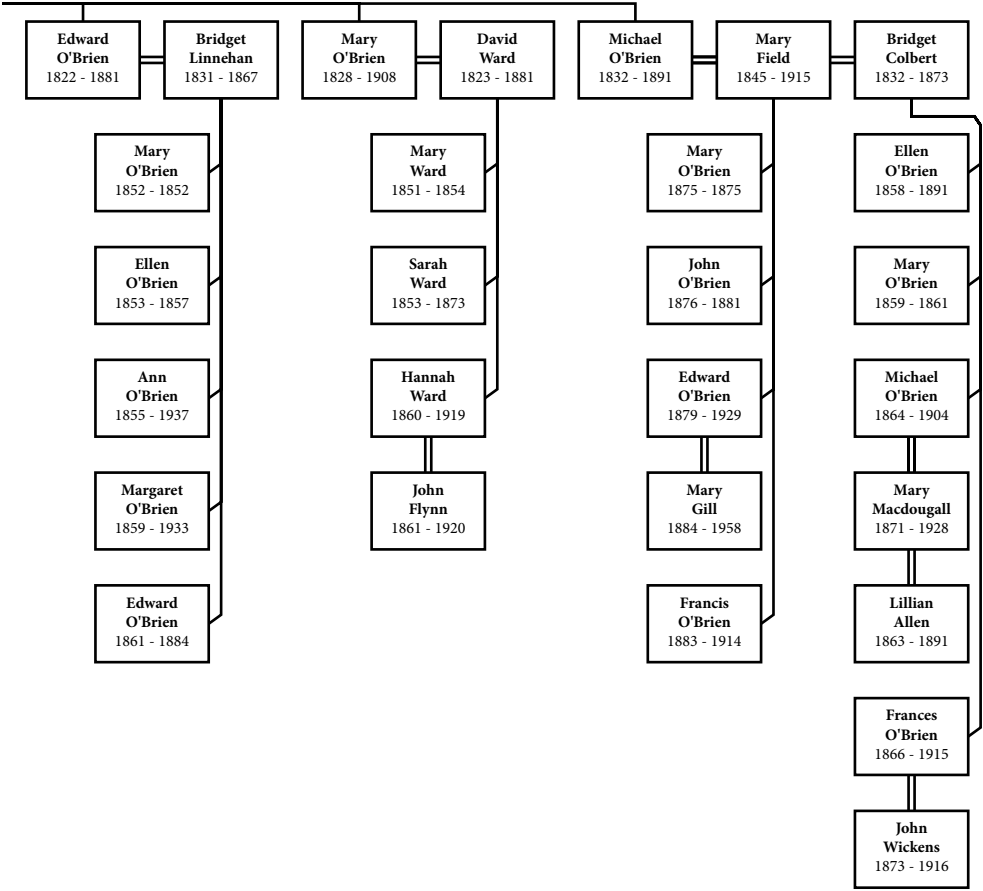 Edward
O'Brien
1822 - 1881
Bridget
Linnehan
1831 - 1867
Mary
O'Brien
1828 - 1908
David
Ward
1823 - 1881
Michael
O'Brien
1832 - 1891
Mary
Field
1845 - 1915
Bridget
Colbert
1832 - 1873
Mary
O'Brien
1852 - 1852
Mary
Ward
1851 - 1854
Mary
O'Brien
1875 - 1875
Ellen
O'Brien
1858 - 1891
Ellen
O'Brien
1853 - 1857
Sarah
Ward
1853 - 1873
John
O'Brien
1876 - 1881
Mary
O'Brien
1859 - 1861
Ann
O'Brien
1855 - 1937
Hannah
Ward
1860 - 1919
Edward
O'Brien
1879 - 1929
Michael
O'Brien
1864 - 1904
Margaret
O'Brien
1859 - 1933
John
Flynn
1861 - 1920
Mary
Gill
1884 - 1958
Mary
Macdougall
1871 - 1928
Edward
O'Brien
1861 - 1884
Francis
O'Brien
1883 - 1914
Lillian
Allen
1863 - 1891
Frances
O'Brien
1866 - 1915
John
Wickens
1873 - 1916